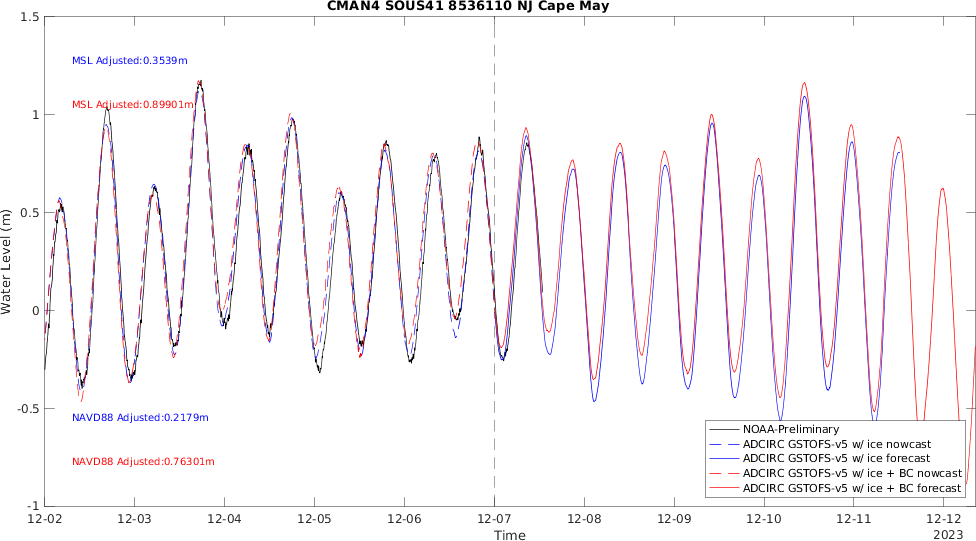 CMAN4 SOUS41 8536110 NJ Cape May
1.5
MSL Adjusted:0.3539m
MSL Adjusted:0.89901m
1
0.5
Water Level (m)
0
-0.5
NAVD88 Adjusted:0.2179m
NAVD88 Adjusted:0.76301m
NOAA-Preliminary
ADCIRC GSTOFS-v5 w/ ice nowcast
ADCIRC GSTOFS-v5 w/ ice forecast
ADCIRC GSTOFS-v5 w/ ice + BC nowcast
ADCIRC GSTOFS-v5 w/ ice + BC forecast
-1
12-02 12-03 12-04 12-05 12-06 12-07 12-08 12-09 12-10 12-11 12-12
Time
2023